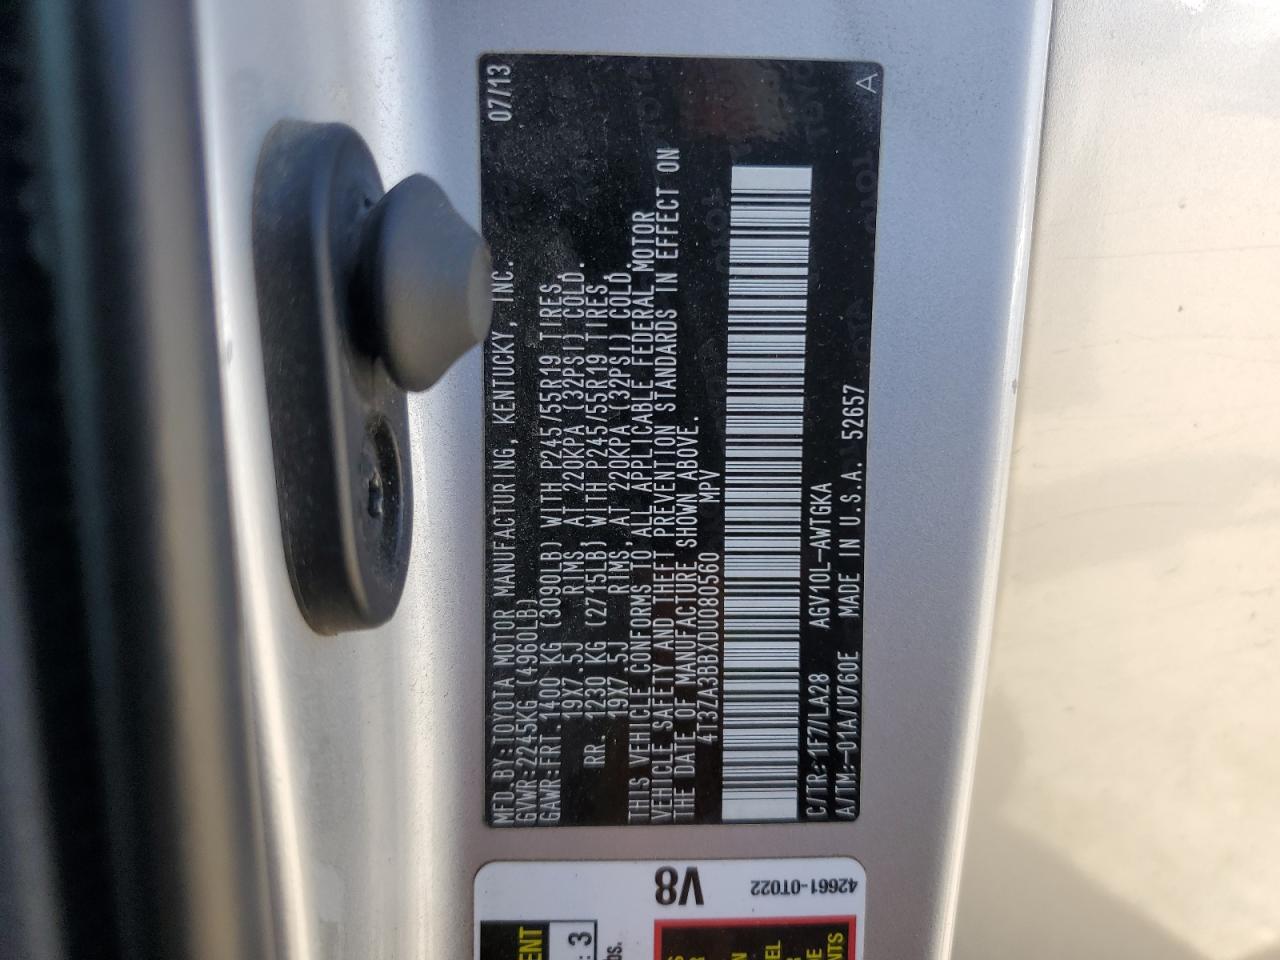 MFD.BY:TOYOTA MOTOR MANUFACTURING, KENTUCKY, INC. 07/13
GVWR:2245KG (4960LB)
GAWR:FRT.1400 KG (3090LB) WITH P245/55R19 TIRES,
19X7.5J RIMS, AT 220KPA (32PSI) COLD.
RR. 1230 KG (2715LB) WITH P245/55R19 TIRES,
19X7.5J RIMS, AT 220KPA (32PSI) COLD.
THIS VEHICLE CONFORMS TO ALL APPLICABLE FEDERAL MOTOR
VEHICLE SAFETY AND THEFT PREVENTION STANDARDS IN EFFECT ON
THE DATE OF MANUFACTURE SHOWN ABOVE.
4T3ZA3BBXDU080560 MPV
C/TR:1F7/LA28 AGV10L-AWTGKA
A/TM:-01A/U760E MADE IN U.S.A. 52657
A
V8
42661-0T022
3